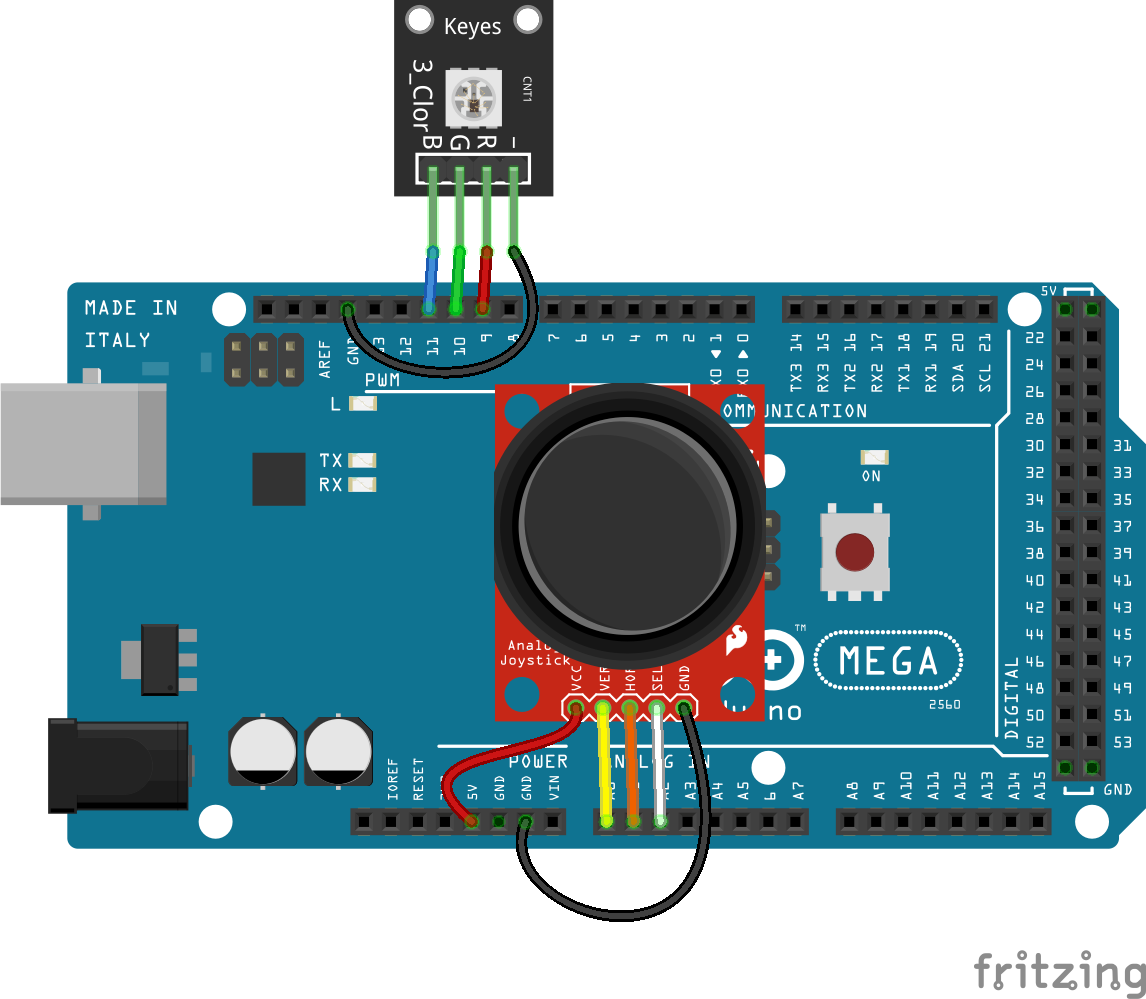 Keyes
3_Clor
CNT1
B
G
R
-
MADE IN
ITALY
AREF
GND
13
12
11
10
9
8
7
6
5
4
3
2
1
0
TX3 14
RX3 15
TX2 16
RX2 17
TX1 18
RX1 19
SDA 20
SCL 21
5V
22
24
26
28
30
31
32
33
34
35
36
37
38
39
40
41
42
43
44
45
46
47
48
49
50
51
52
53
PWM
L
TX
RX
OMMUNICATION
ON
Analog
Joystick
VCC
VER
HOR
SEL
GND
™
MEGA
2560
no
DIGITAL
POWER
ANALOG IN
IOREF
RESET
5V
GND
GND
VIN
A3
A4
A5
6
A7
A8
A9
A10
A11
A12
A13
A14
A15
GND
fritzing